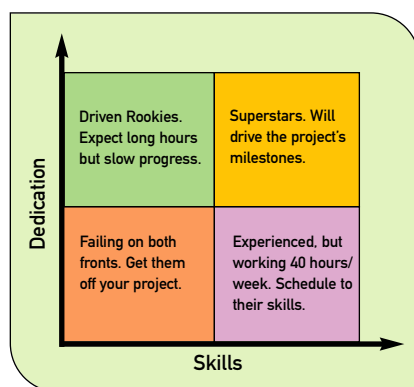 Dedication
Driven Rookies.
Expect long hours
but slow progress.
Superstars. Will
drive the project's
milestones.
Failing on both
fronts. Get them
off your project.
Experienced, but
working 40 hours/
week. Schedule to
their skills.
Skills